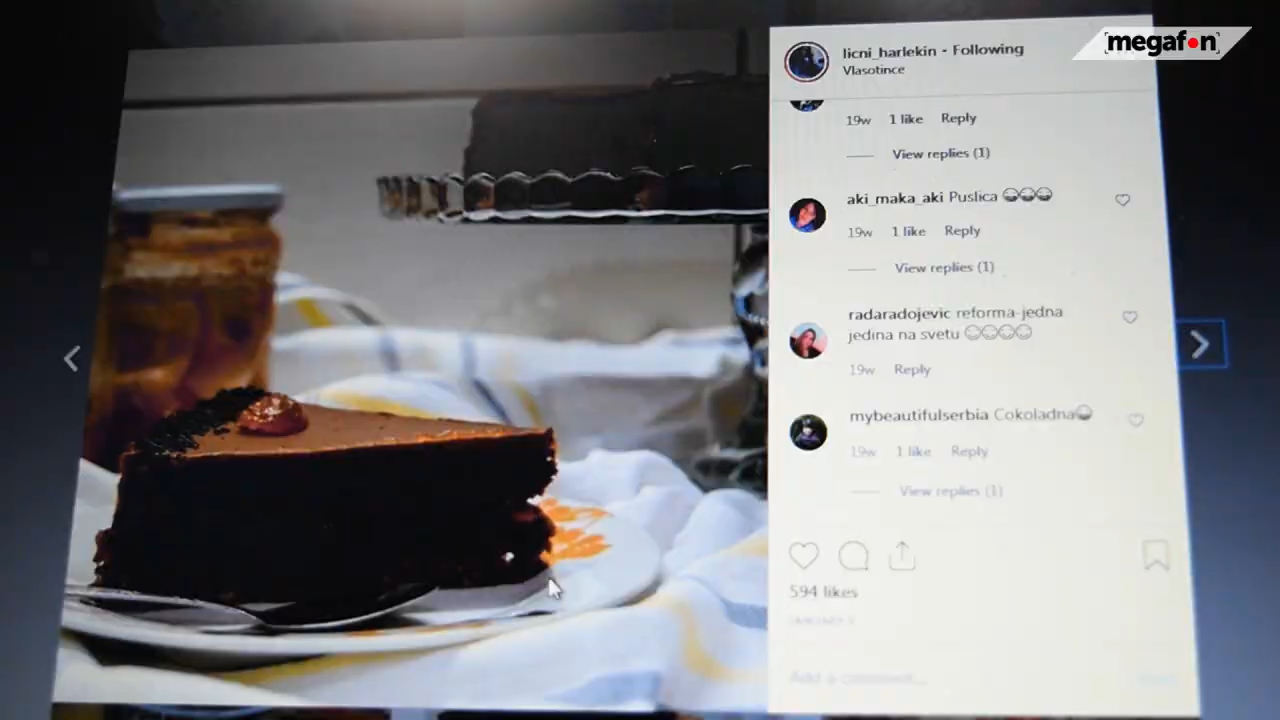 [megafon]
licni_harlekin • Following
Vlasotince
19w 1 like Reply
View replies (1)
aki_maka_aki Puslica 😂😂😂
19w 1 like Reply
View replies (1)
radaradojevic reforma-jedna
jedina na svetu 😍😍😍😍
19w Reply
mybeautifulserbia Cokoladna😂
19w 1 like Reply
View replies (1)
594 likes
Add a comment...